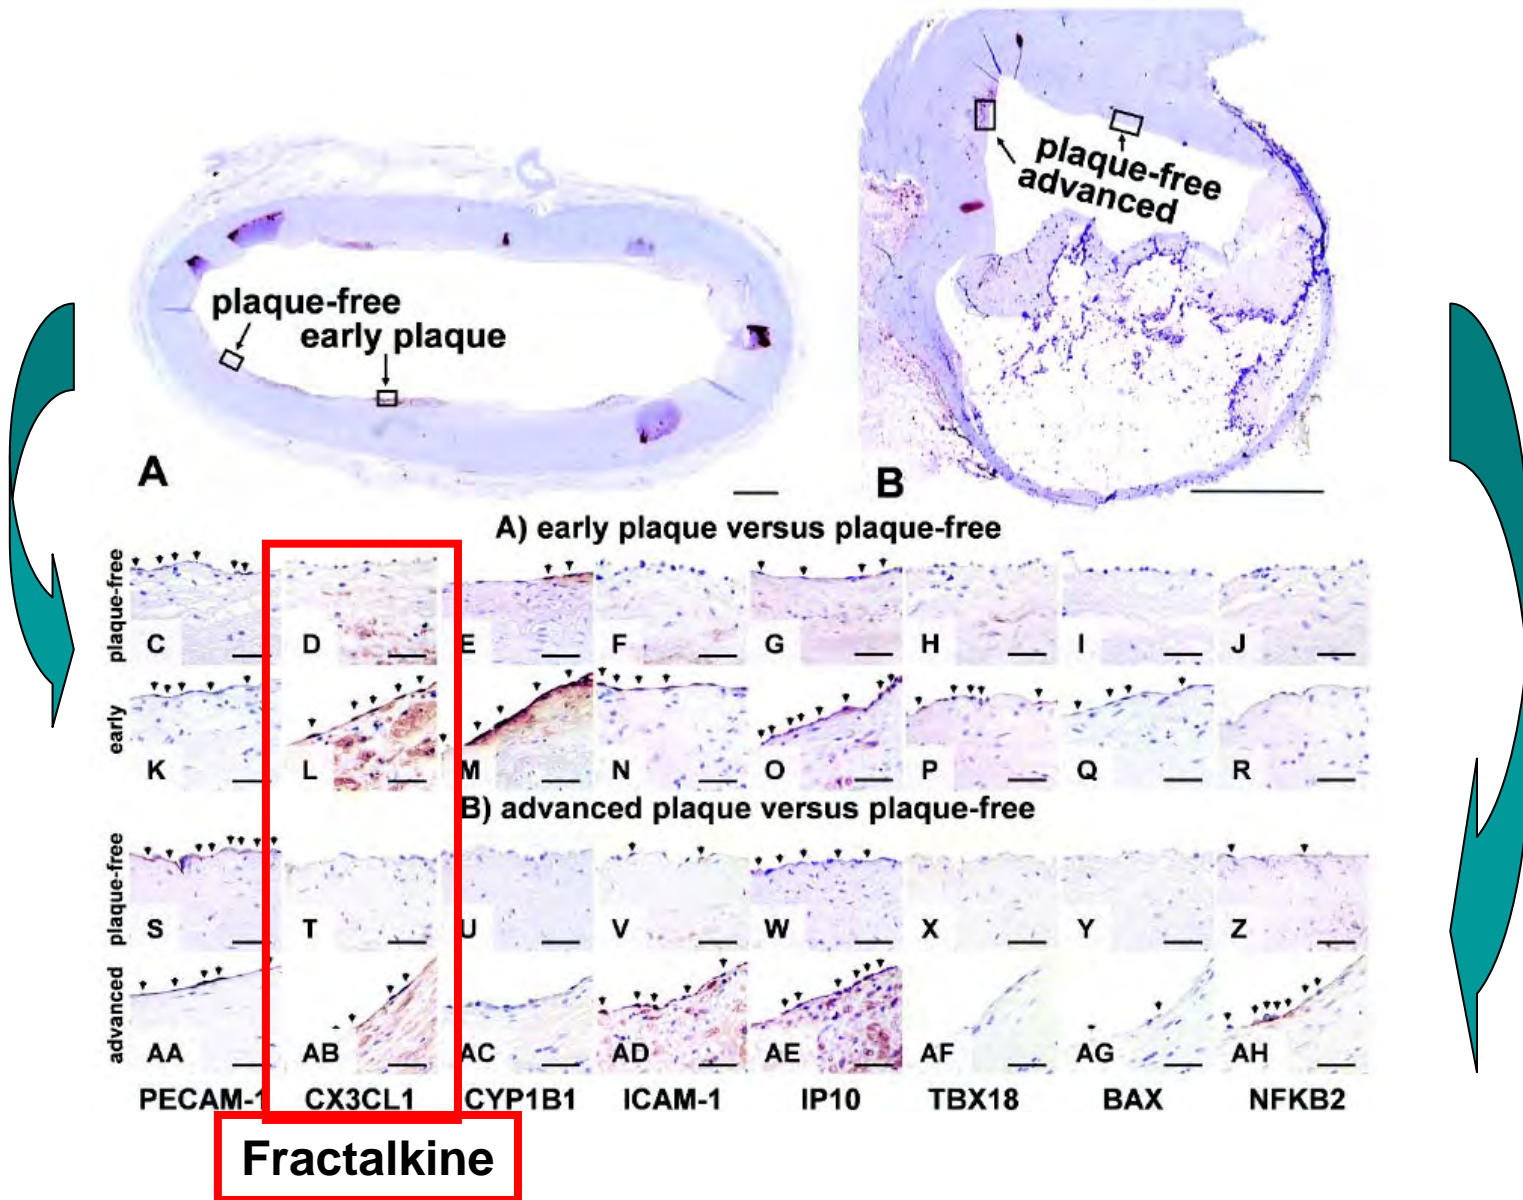 plaque-free
early plaque
A
plaque-free
advanced
B
A) early plaque versus plaque-free
plaque-free
C D E F G H I J
early
K L M N O P Q R
B) advanced plaque versus plaque-free
plaque-free
S T U V W X Y Z
advanced
AA AB AC AD AE AF AG AH
PECAM-1 CX3CL1 CYP1B1 ICAM-1 IP10 TBX18 BAX NFKB2
Fractalkine